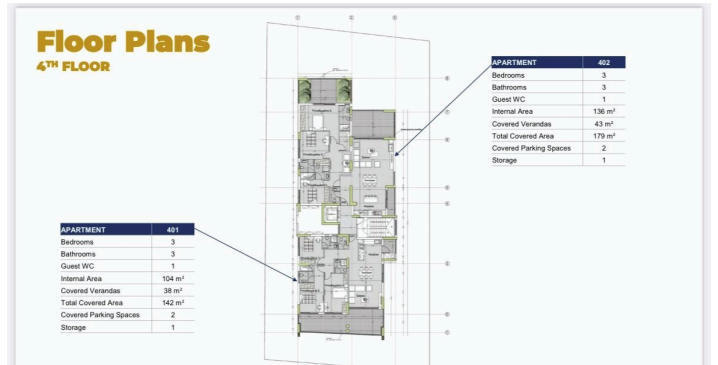 Floor Plans
4TH FLOOR
APARTMENT 402
Bedrooms 3
Bathrooms 3
Guest WC 1
Internal Area 136 m²
Covered Verandas 43 m²
Total Covered Area 179 m²
Covered Parking Spaces 2
Storage 1
APARTMENT 401
Bedrooms 3
Bathrooms 3
Guest WC 1
Internal Area 104 m²
Covered Verandas 38 m²
Total Covered Area 142 m²
Covered Parking Spaces 2
Storage 1